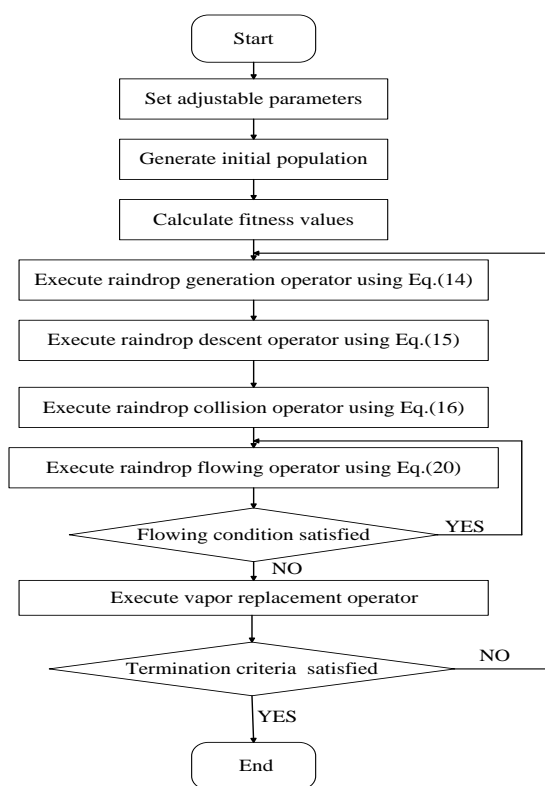 Start
Set adjustable parameters
Generate initial population
Calculate fitness values
Execute raindrop generation operator using Eq.(14)
Execute raindrop descent operator using Eq.(15)
Execute raindrop collision operator using Eq.(16)
Execute raindrop flowing operator using Eq.(20)
Flowing condition satisfied
YES
NO
Execute vapor replacement operator
Termination criteria satisfied
NO
YES
End